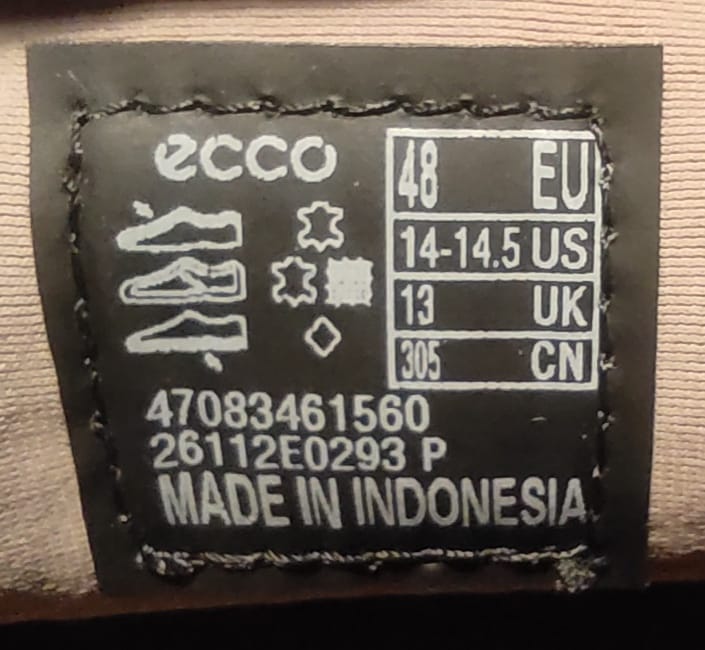 ecco
48 EU
14-14.5 US
13 UK
305 CN
47083461560
26112E0293 P
MADE IN INDONESIA